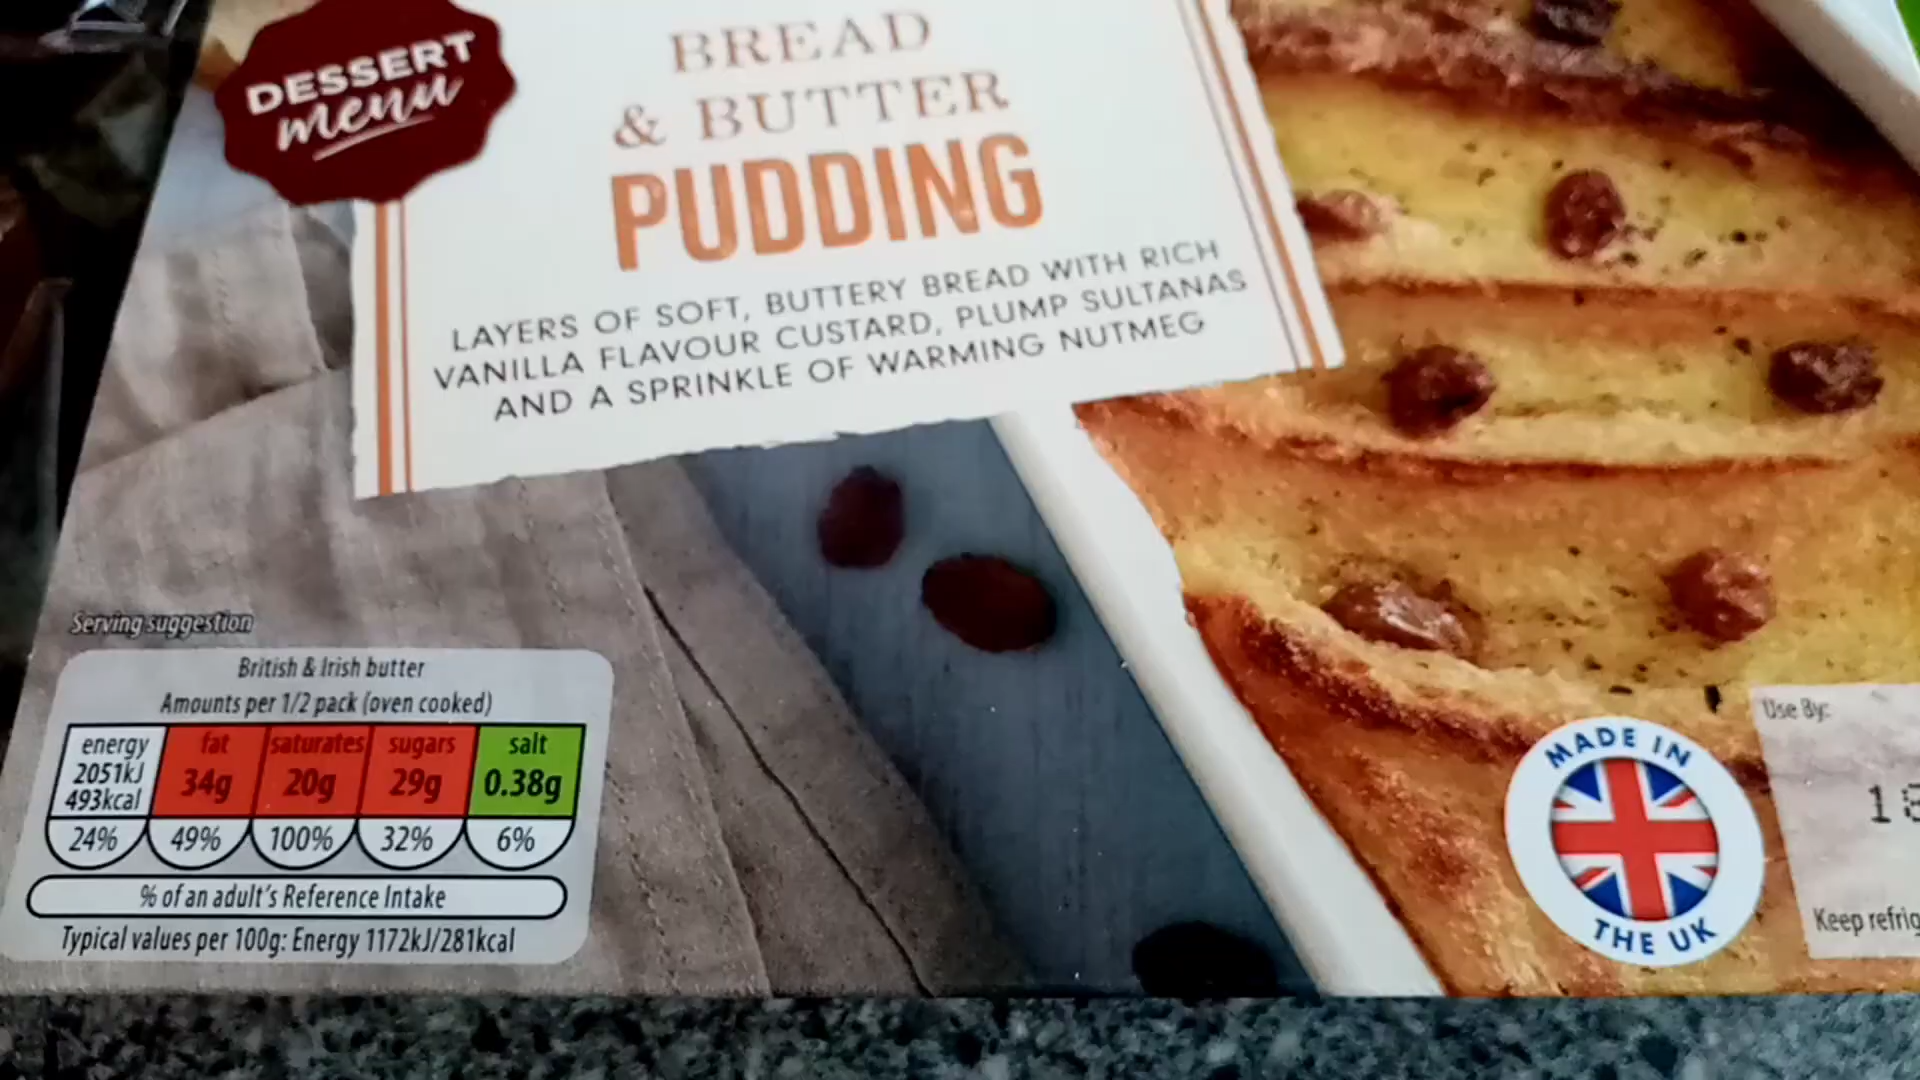 DESSERT
menu
BREAD
& BUTTER
PUDDING
LAYERS OF SOFT, BUTTERY BREAD WITH RICH
VANILLA FLAVOUR CUSTARD, PLUMP SULTANAS
AND A SPRINKLE OF WARMING NUTMEG
Serving suggestion
British & Irish butter
Amounts per 1/2 pack (oven cooked)
energy fat saturates sugars salt
2051kJ 34g 20g 29g 0.38g
493kcal
24% 49% 100% 32% 6%
% of an adult's Reference Intake
Typical values per 100g: Energy 1172kJ/281kcal
MADE IN
THE UK
Use By:
Keep